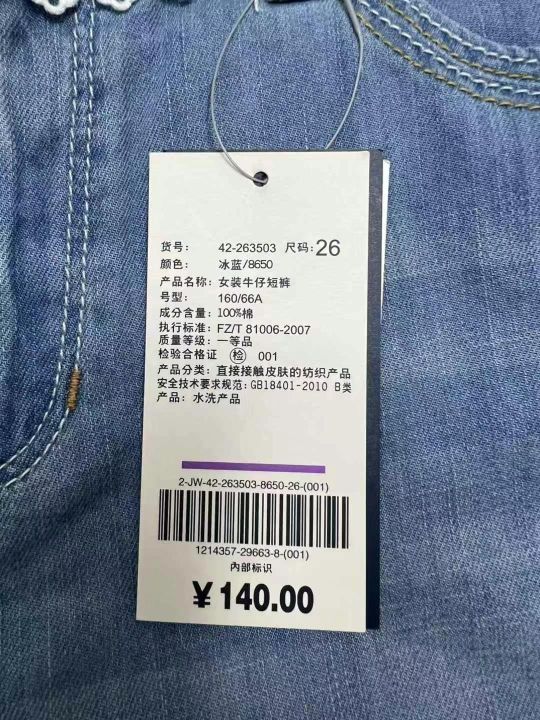 货号： 42-263503 尺码: 26
颜色： 冰蓝/8650
产品名称： 女装牛仔短裤
号型： 160/66A
成分含量： 100%棉
执行标准： FZ/T 81006-2007
质量等级： 一等品
检验合格证 检 001
产品分类： 直接接触皮肤的纺织产品
安全技术要求规范: GB18401-2010 B类
产品： 水洗产品
2-JW-42-263503-8650-26-(001)
1214357-29663-8-(001)
内部标识
￥140.00